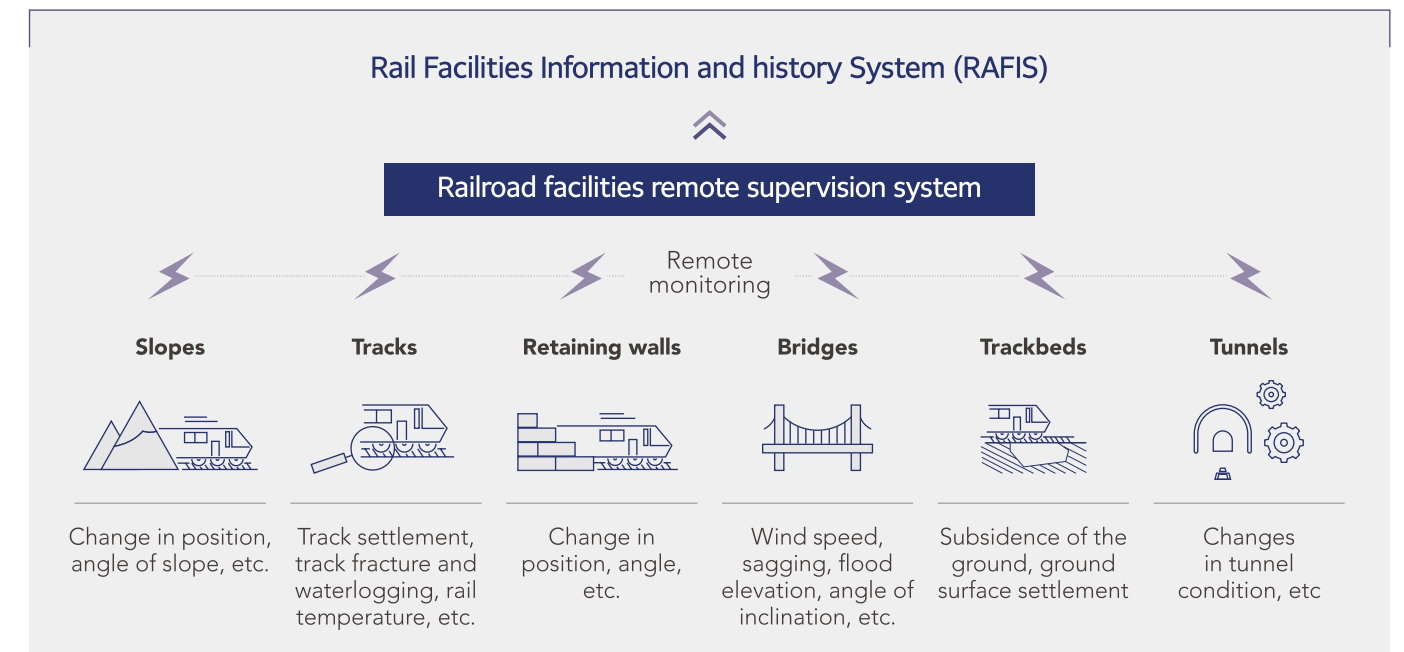 Rail Facilities Information and history System (RAFIS)
Railroad facilities remote supervision system
Remote
monitoring
Slopes
Tracks
Retaining walls
Bridges
Trackbeds
Tunnels
Change in position,
angle of slope, etc.
Track settlement,
track fracture and
waterlogging, rail
temperature, etc.
Change in
position, angle,
etc.
Wind speed,
sagging, flood
elevation, angle of
inclination, etc.
Subsidence of the
ground, ground
surface settlement
Changes
in tunnel
condition, etc